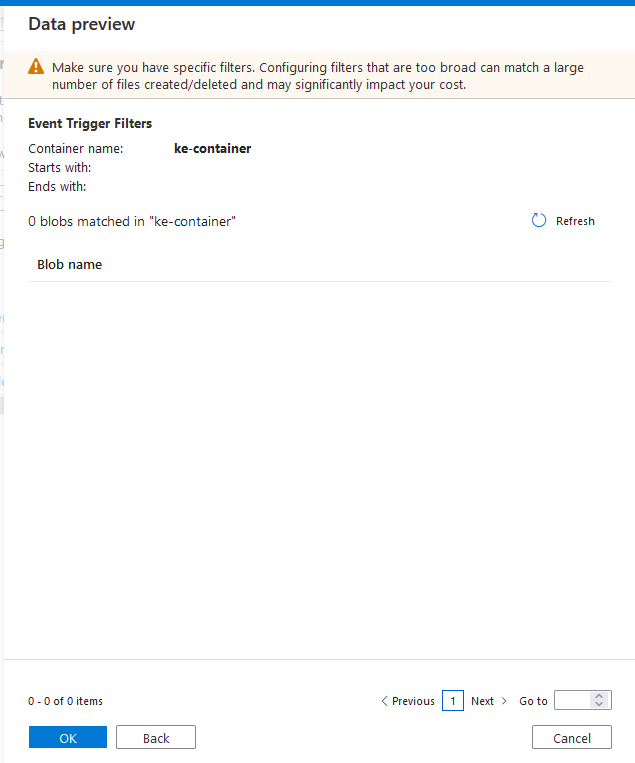 Data preview
Make sure you have specific filters. Configuring filters that are too broad can match a large
number of files created/deleted and may significantly impact your cost.
Event Trigger Filters
Container name: ke-container
Starts with:
Ends with:
0 blobs matched in "ke-container"
Refresh
Blob name
0 - 0 of 0 items
Previous 1 Next Go to
OK Back Cancel